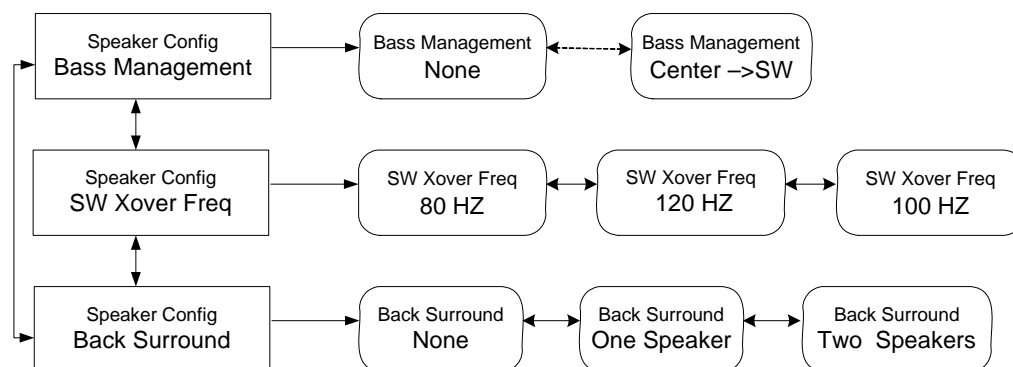 Speaker Config
Bass Management
Bass Management
None
Bass Management
Center –>SW
Speaker Config
SW Xover Freq
SW Xover Freq
80 HZ
SW Xover Freq
120 HZ
SW Xover Freq
100 HZ
Speaker Config
Back Surround
Back Surround
None
Back Surround
One Speaker
Back Surround
Two Speakers